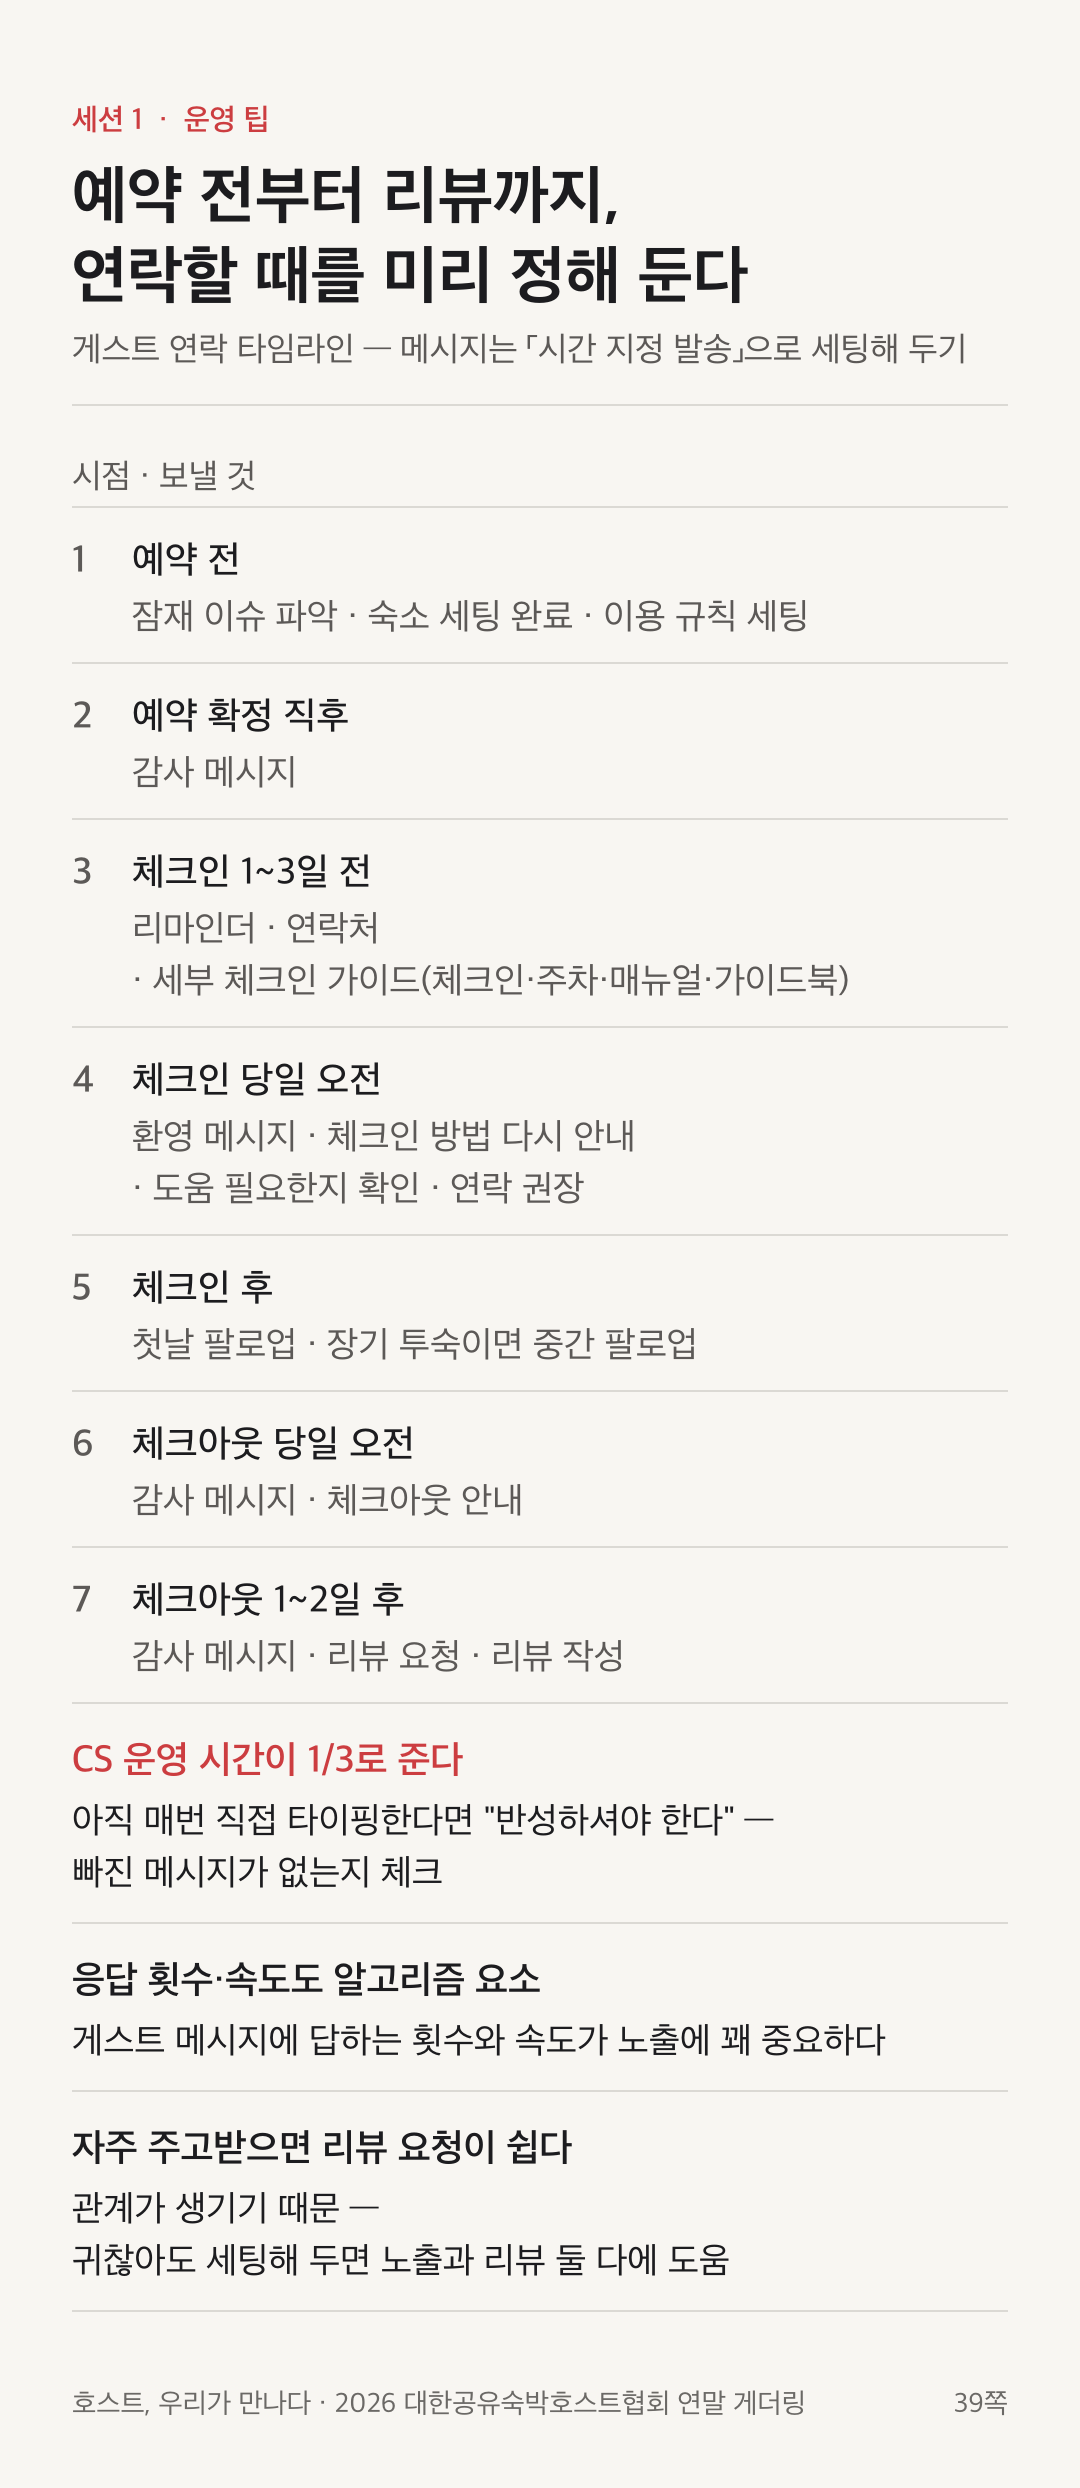 세션 1 · 운영 팁
예약 전부터 리뷰까지,
연락할 때를 미리 정해 둔다
게스트 연락 타임라인 — 메시지는 「시간 지정 발송」으로 세팅해 두기
시점 · 보낼 것
1 예약 전
잠재 이슈 파악 · 숙소 세팅 완료 · 이용 규칙 세팅
2 예약 확정 직후
감사 메시지
3 체크인 1~3일 전
리마인더 · 연락처
· 세부 체크인 가이드(체크인·주차·매뉴얼·가이드북)
4 체크인 당일 오전
환영 메시지 · 체크인 방법 다시 안내
· 도움 필요한지 확인 · 연락 권장
5 체크인 후
첫날 팔로업 · 장기 투숙이면 중간 팔로업
6 체크아웃 당일 오전
감사 메시지 · 체크아웃 안내
7 체크아웃 1~2일 후
감사 메시지 · 리뷰 요청 · 리뷰 작성
CS 운영 시간이 1/3로 준다
아직 매번 직접 타이핑한다면 "반성하셔야 한다" —
빠진 메시지가 없는지 체크
응답 횟수·속도도 알고리즘 요소
게스트 메시지에 답하는 횟수와 속도가 노출에 꽤 중요하다
자주 주고받으면 리뷰 요청이 쉽다
관계가 생기기 때문 —
귀찮아도 세팅해 두면 노출과 리뷰 둘 다에 도움
호스트, 우리가 만나다 · 2026 대한공유숙박호스트협회 연말 게더링 39쪽